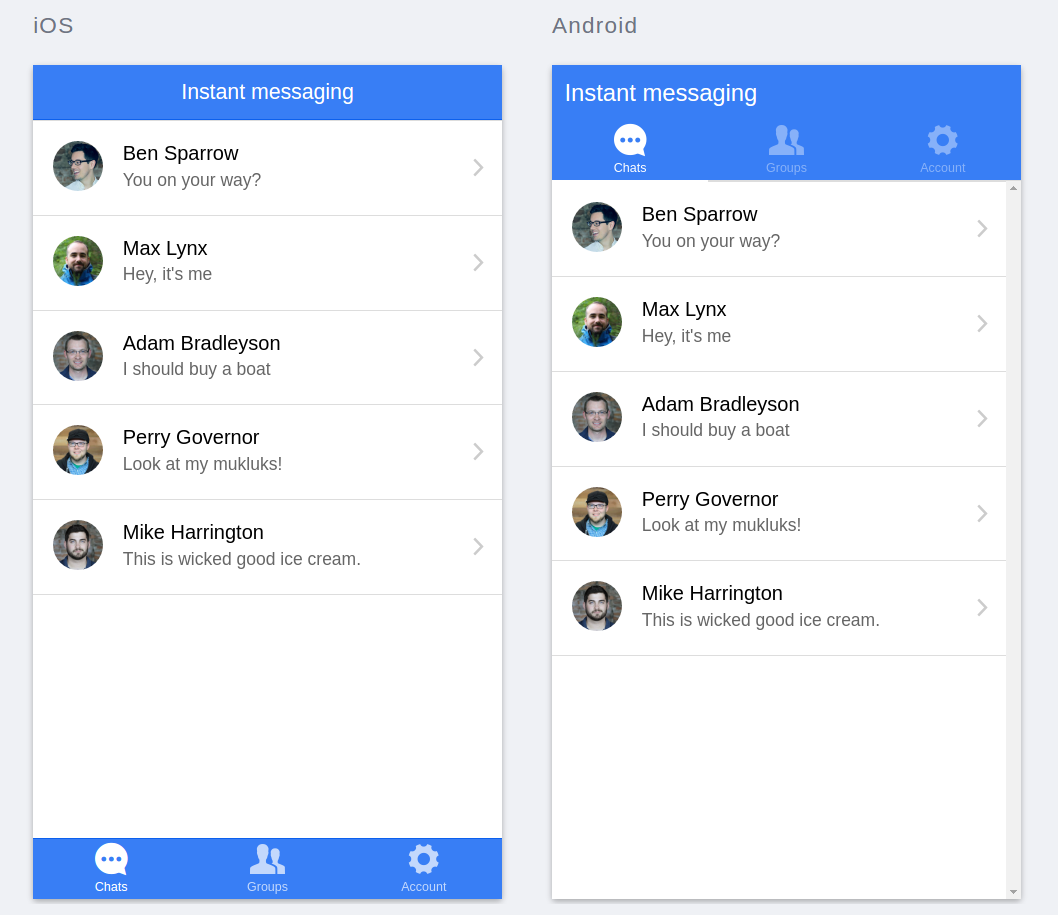 iOS
Instant messaging
Ben Sparrow
You on your way?
Max Lynx
Hey, it's me
Adam Bradleyson
I should buy a boat
Perry Governor
Look at my mukluks!
Mike Harrington
This is wicked good ice cream.
Chats
Groups
Account
Android
Instant messaging
Chats
Groups
Account
Ben Sparrow
You on your way?
Max Lynx
Hey, it's me
Adam Bradleyson
I should buy a boat
Perry Governor
Look at my mukluks!
Mike Harrington
This is wicked good ice cream.